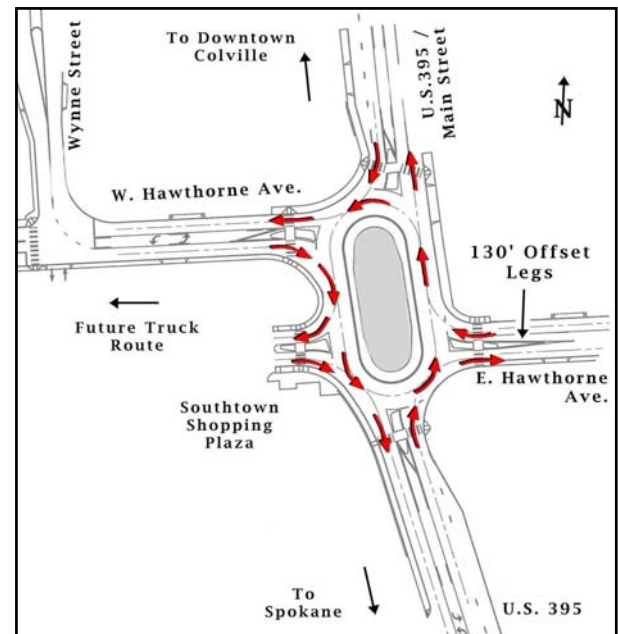 To Downtown
Colville
Wynne Street
U.S.395 /
Main Street
N
W. Hawthorne Ave.
130' Offset
Legs
Future Truck
Route
E. Hawthorne
Ave.
Southtown
Shopping
Plaza
To
Spokane
U.S. 395